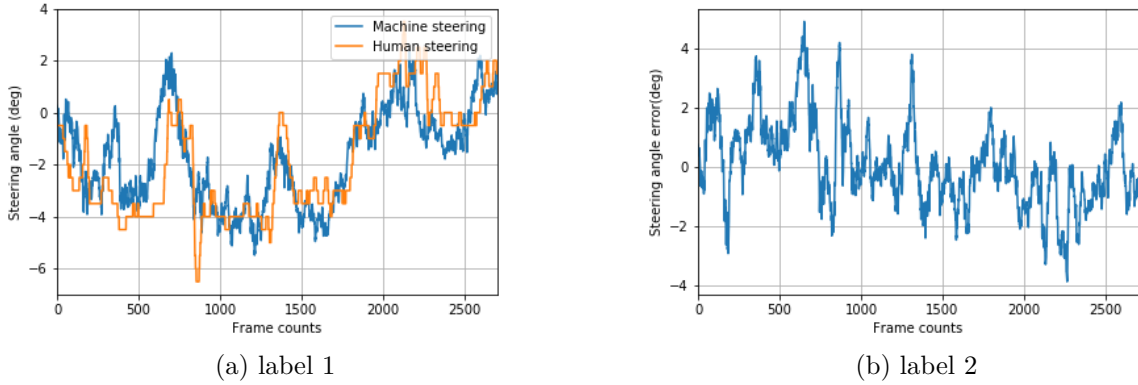 4
2
0
−2
−4
−6
Steering angle (deg)
Machine steering
Human steering
0 500 1000 1500 2000 2500
Frame counts
(a) label 1
4
2
0
−2
−4
Steering angle error(deg)
0 500 1000 1500 2000 2500
Frame counts
(b) label 2